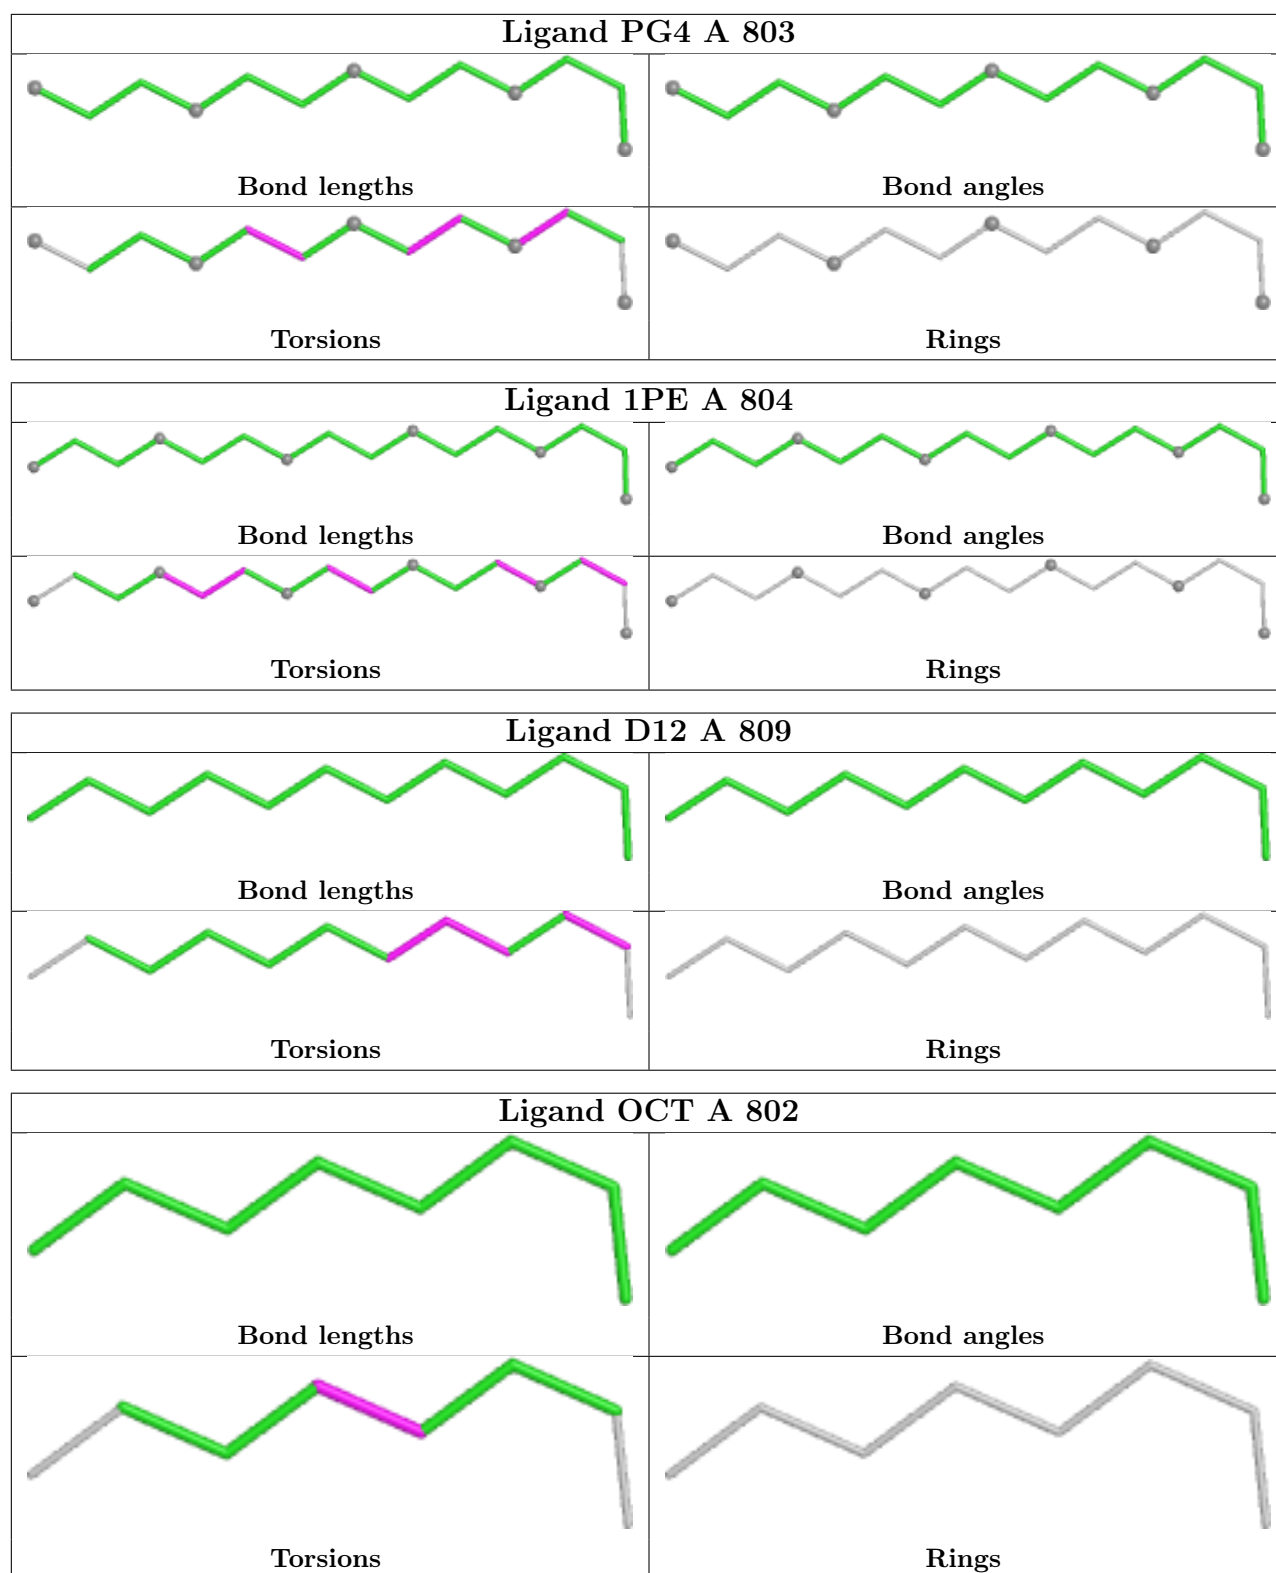 Ligand PG4 A 803
Bond lengths
Bond angles
Torsions
Rings
Ligand 1PE A 804
Bond lengths
Bond angles
Torsions
Rings
Ligand D12 A 809
Bond lengths
Bond angles
Torsions
Rings
Ligand OCT A 802
Bond lengths
Bond angles
Torsions
Rings